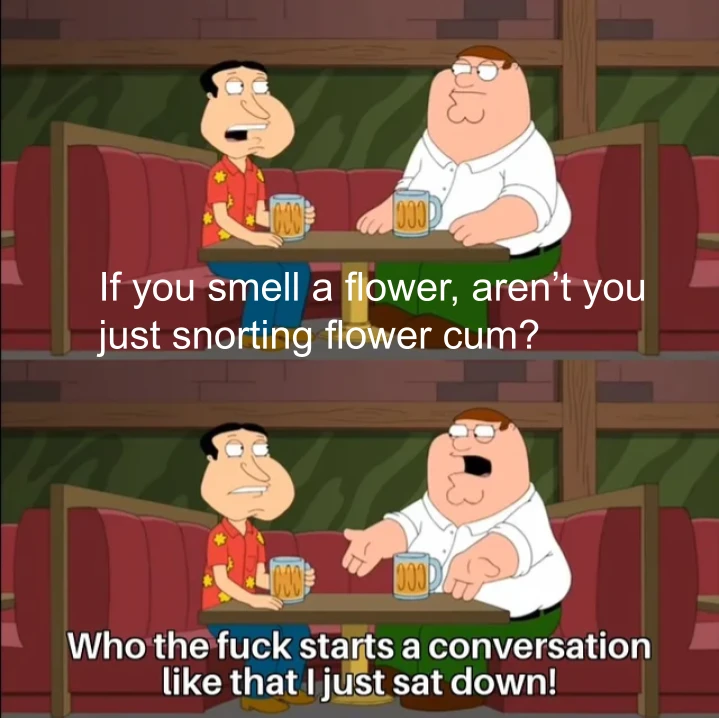 If you smell a flower, aren’t you
just snorting flower cum?
Who the fuck starts a conversation
like that I just sat down!